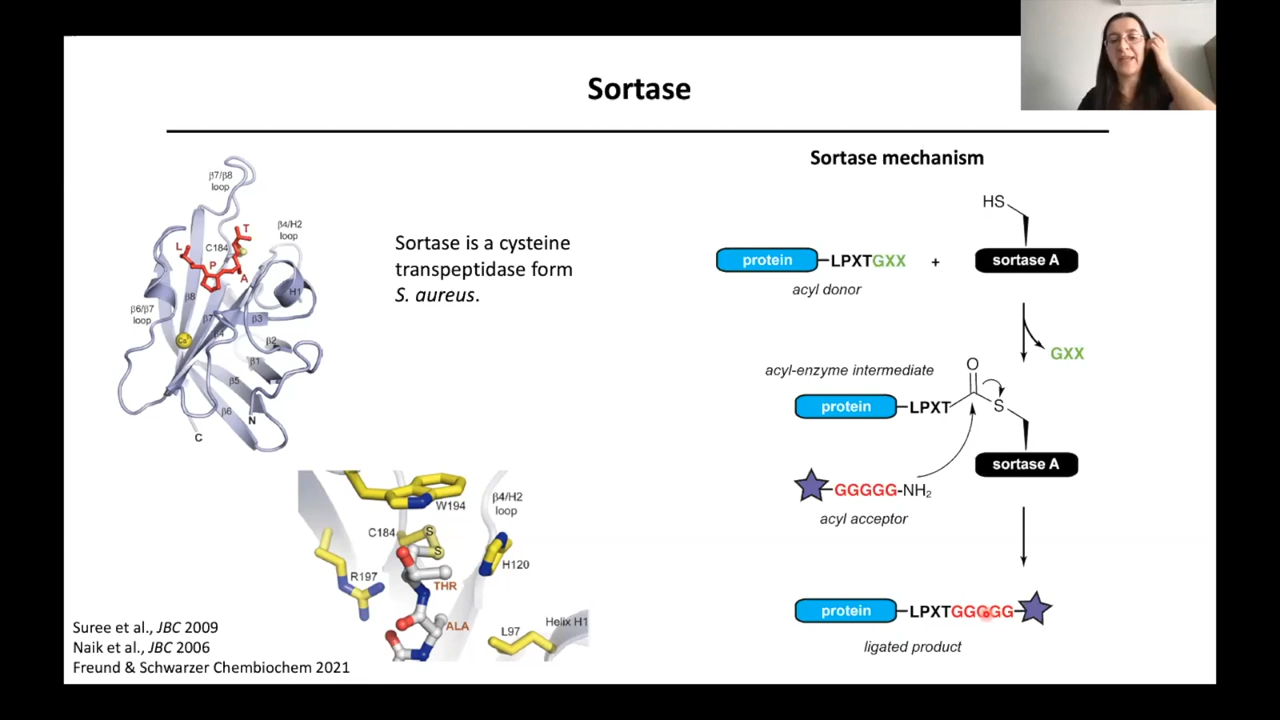 Sortase
Sortase mechanism
β7/β8
loop
β4/H2
loop
L
T
C184
P
A
H1
β8
β6/β7
loop
β7
β3
β4
Ca
β2
β1
β5
β6
N
C
Sortase is a cysteine
transpeptidase form
S. aureus.
W194
β4/H2
loop
C184
S
S
H120
R197
THR
ALA
L97
Helix H1
Suree et al., JBC 2009
Naik et al., JBC 2006
Freund & Schwarzer Chembiochem 2021
HS
protein LPXTGXX + sortase A
acyl donor
GXX
acyl-enzyme intermediate
O
protein LPXT S
sortase A
GGGGG-NH₂
acyl acceptor
protein LPXTGGGGG
ligated product